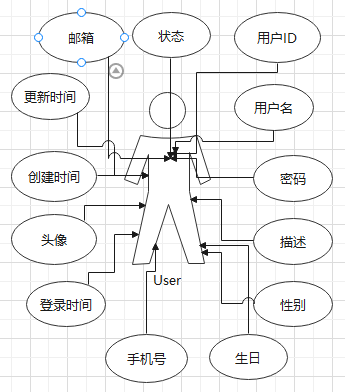 邮箱
状态
用户ID
更新时间
用户名
创建时间
密码
头像
描述
User
登录时间
性别
手机号
生日